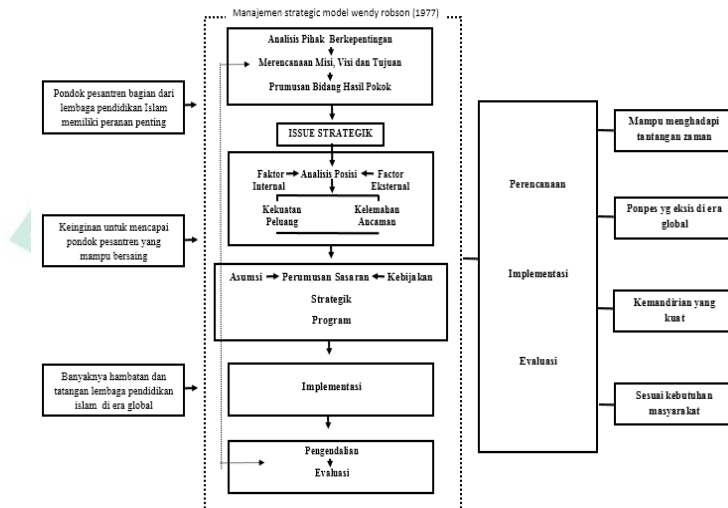 Manajemen strategic model wendy robson (1977)
Pondok pesantren bagian dari
lembaga pendidikan Islam
memiliki peranan penting
Keinginan untuk mencapai
pondok pesantren yang
mampu bersaing
Banyaknya hambatan dan
tatangan lembaga pendidikan
islam di era global
Analisis Pihak Berkepentingan
Merencanaan Misi, Visi dan Tujuan
Prumusan Bidang Hasil Pokok
ISSUE STRATEGIK
Faktor Internal
Analisis Posisi
Factor Eksternal
Kekuatan
Peluang
Kelemahan
Ancaman
Asumsi Perumusan Sasaran Kebijakan
Strategik
Program
Implementasi
Pengendalian
Evaluasi
Perencanaan
Implementasi
Evaluasi
Mampu menghadapi
tantangan zaman
Ponpes yg eksis di era
global
Kemandirian yang
kuat
Sesuai kebutuhan
masyarakat